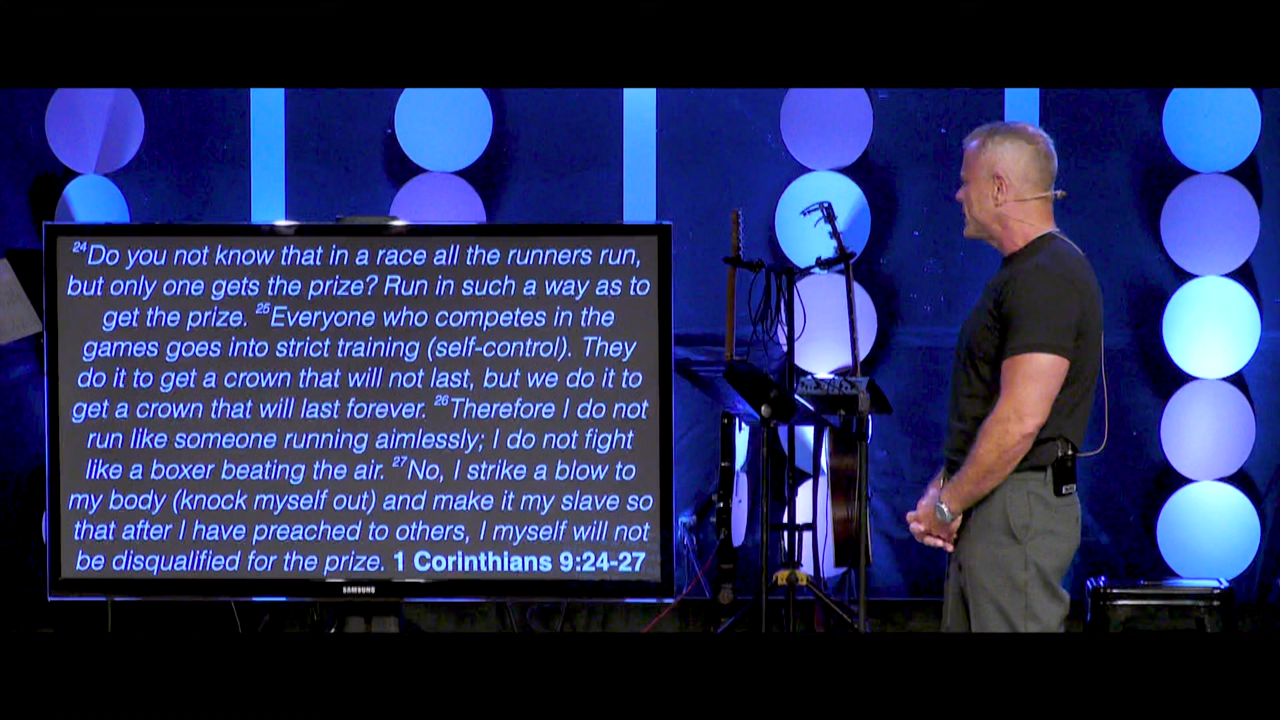 ²⁴Do you not know that in a race all the runners run,
but only one gets the prize? Run in such a way as to
get the prize. ²⁵Everyone who competes in the
games goes into strict training (self-control). They
do it to get a crown that will not last, but we do it to
get a crown that will last forever. ²⁶Therefore I do not
run like someone running aimlessly; I do not fight
like a boxer beating the air. ²⁷No, I strike a blow to
my body (knock myself out) and make it my slave so
that after I have preached to others, I myself will not
be disqualified for the prize. 1 Corinthians 9:24-27
SAMSUNG